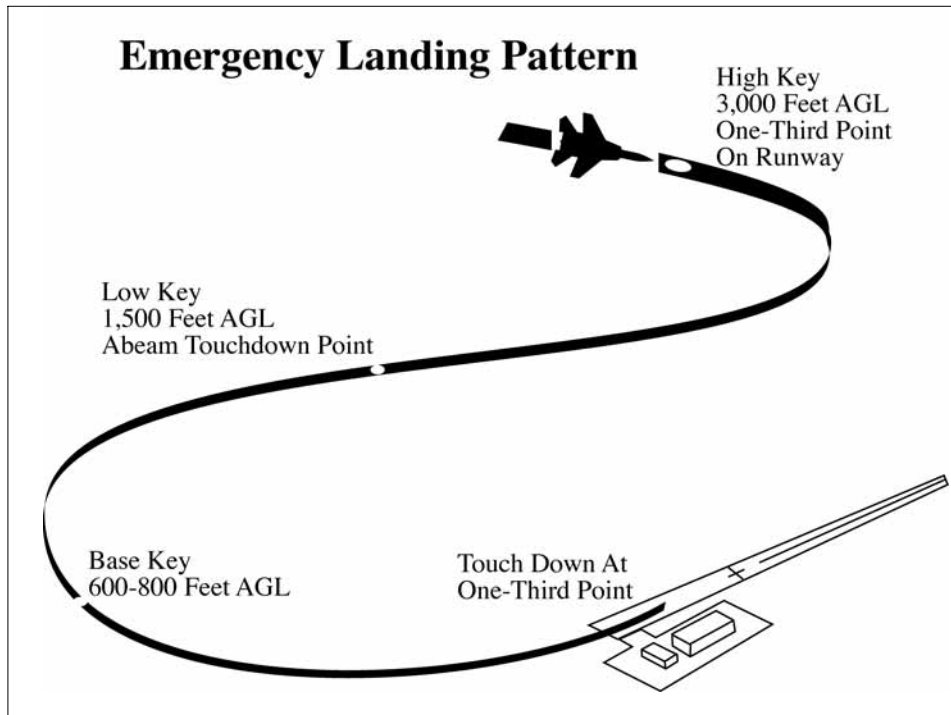 Emergency Landing Pattern
High Key
3,000 Feet AGL
One-Third Point
On Runway
Low Key
1,500 Feet AGL
Abeam Touchdown Point
Base Key
600-800 Feet AGL
Touch Down At
One-Third Point